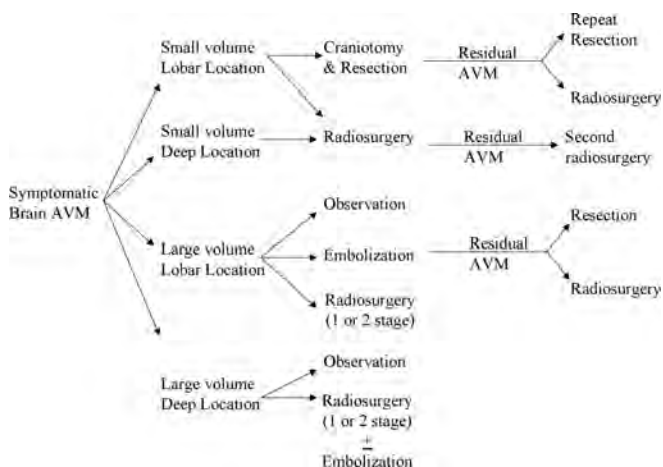 Symptomatic
Brain AVM
Small volume
Lobar Location
Craniotomy
& Resection
Residual
AVM
Repeat
Resection
Radiosurgery
Small volume
Deep Location
Radiosurgery
Residual
AVM
Second
radiosurgery
Large volume
Lobar Location
Observation
Embolization
Radiosurgery
(1 or 2 stage)
Residual
AVM
Resection
Radiosurgery
Large volume
Deep Location
Observation
Radiosurgery
(1 or 2 stage)
±
Embolization